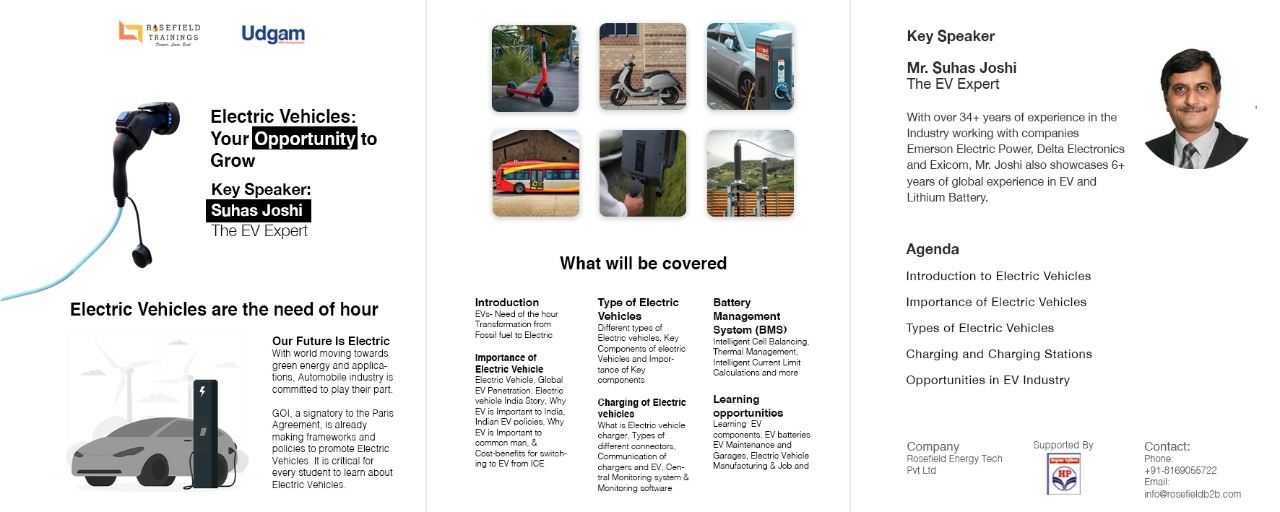 ROSEFIELD
TRAININGS
Udgam
Electric Vehicles:
Your Opportunity to
Grow
Key Speaker:
Suhas Joshi
The EV Expert
Electric Vehicles are the need of hour
Our Future Is Electric
With world moving towards
green energy and applica-
tions, Automobile industry is
committed to play their part.
GOI, a signatory to the Paris
Agreement, is already
making frameworks and
policies to promote Electric
Vehicles. It is critical for
every student to learn about
Electric Vehicles.
What will be covered
Introduction
EVs- Need of the hour
Transformation from
Fossil fuel to Electric
Importance of
Electric Vehicle
Electric Vehicle, Global
EV Penetration, Electric
vehicle India Story, Why
EV is Important to India,
Indian EV policies, Why
EV is Important to
common man, &
Cost-benefits for switch-
ing to EV from ICE
Type of Electric
Vehicles
Different types of
Electric vehicles, Key
Components of electric
Vehicles and Impor-
tance of Key
components
Charging of Electric
vehicles
What is Electric vehicle
charger, Types of
different connectors,
Communication of
chargers and EV, Cen-
tral Monitoring system &
Monitoring software
Battery
Management
System (BMS)
Intelligent Cell Balancing,
Thermal Management,
Intelligent Current Limit
Calculations and more
Learning
opportunities
Learning EV
components, EV batteries
EV Maintenance and
Garages, Electric Vehicle
Manufacturing & Job and
Key Speaker
Mr. Suhas Joshi
The EV Expert
With over 34+ years of experience in the
Industry working with companies
Emerson Electric Power, Delta Electronics
and Exicom, Mr. Joshi also showcases 6+
years of global experience in EV and
Lithium Battery.
Agenda
Introduction to Electric Vehicles
Importance of Electric Vehicles
Types of Electric Vehicles
Charging and Charging Stations
Opportunities in EV Industry
Company
Rosefield Energy Tech
Pvt Ltd
Supported By
HP
Contact:
Phone:
+91-8169055722
Email:
info@rosefieldb2b.com